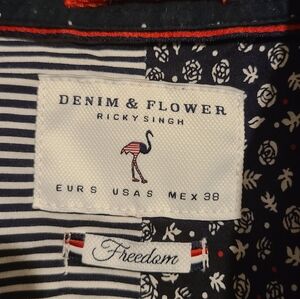 DENIM & FLOWER
RICKY SINGH
EUR S USA S MEX 38
Freedom